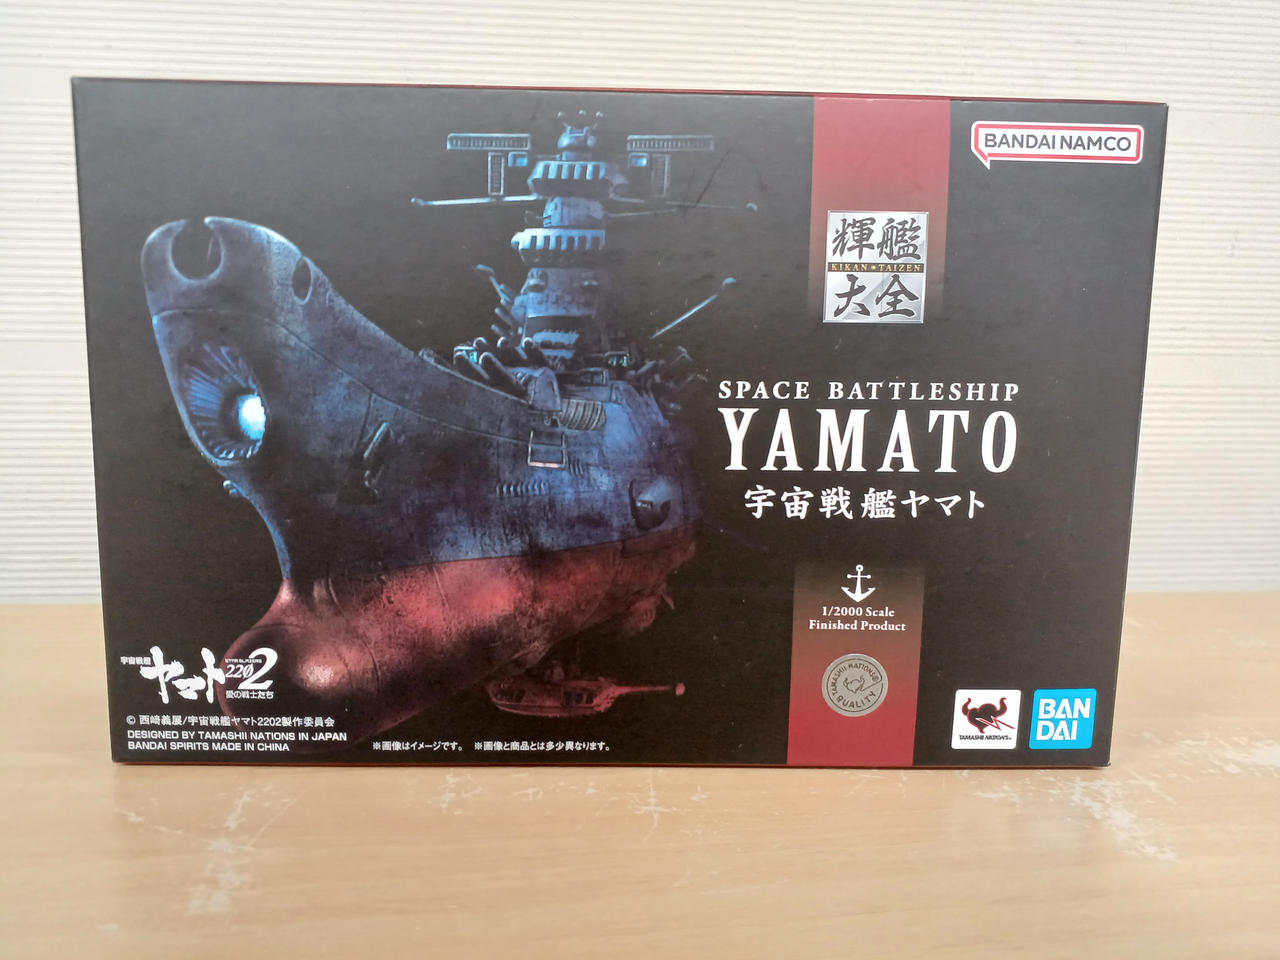 BANDAI NAMCO
輝艦
KIKAN TAIZEN
大全
SPACE BATTLESHIP
YAMATO
宇宙戦艦ヤマト
1/2000 Scale
Finished Product
TAMASHII NATIONS
QUALITY
宇宙戦艦
ヤマト
STAR BLAZERS
2202
愛の戦士たち
© 西﨑義展/宇宙戦艦ヤマト2202製作委員会
DESIGNED BY TAMASHII NATIONS IN JAPAN
BANDAI SPIRITS MADE IN CHINA
※画像はイメージです。 ※画像と商品とは多少異なります。
TAMASHII NATIONS
BAN
DAI